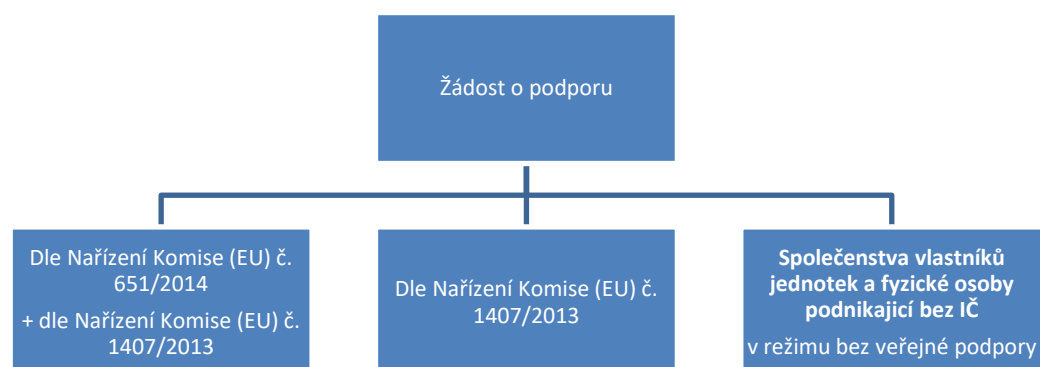 Žádost o podporu
Dle Nařízení Komise (EU) č.
651/2014
+ dle Nařízení Komise (EU) č.
1407/2013
Dle Nařízení Komise (EU) č.
1407/2013
Společenstva vlastníků
jednotek a fyzické osoby
podnikajicí bez IČ
v režimu bez veřejné podpory